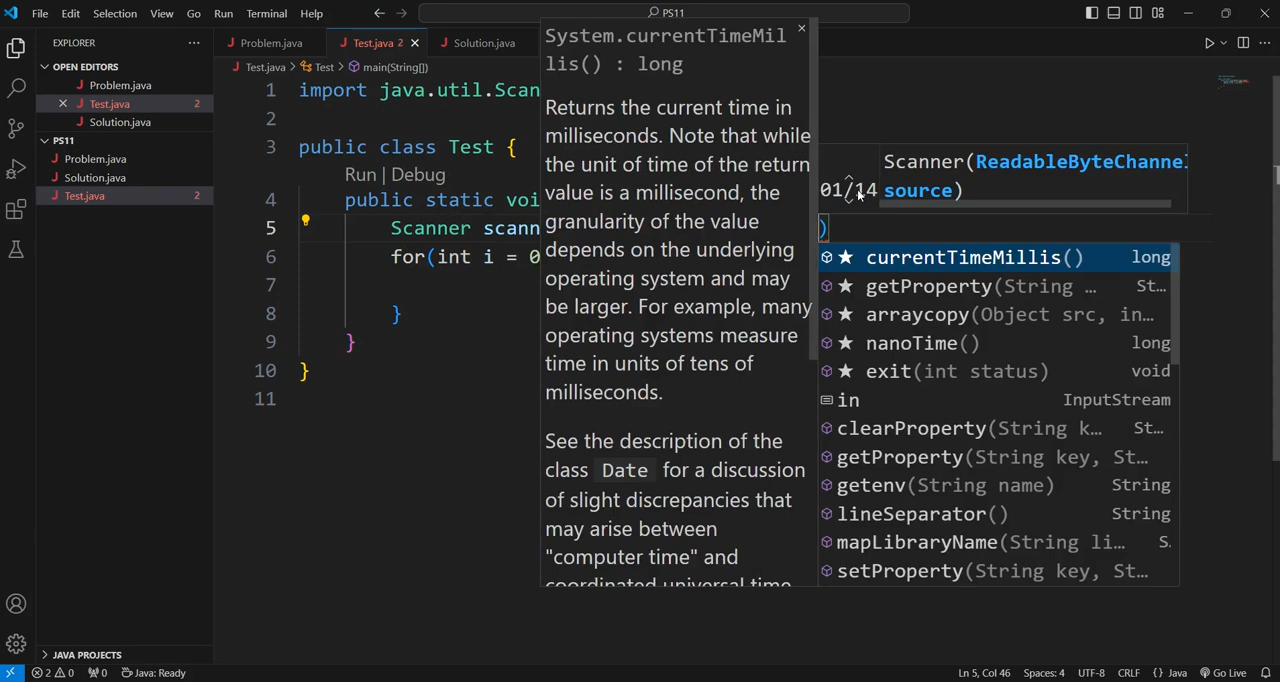 File Edit Selection View Go Run Terminal Help
PS11
EXPLORER
OPEN EDITORS
Problem.java
Test.java 2
Solution.java
PS11
Problem.java
Solution.java
Test.java 2
JAVA PROJECTS
Problem.java
Test.java 2
Solution.java
Test.java > Test > main(String[])
1 import java.util.Scan
2
3 public class Test {
Run | Debug
4 public static voi
5 Scanner scann
6 for(int i = 0
7
8 }
9 }
10 }
11
System.currentTimeMil
lis() : long
Returns the current time in
milliseconds. Note that while
the unit of time of the return
value is a millisecond, the
granularity of the value
depends on the underlying
operating system and may
be larger. For example, many
operating systems measure
time in units of tens of
milliseconds.
See the description of the
class Date for a discussion
of slight discrepancies that
may arise between
"computer time" and
coordinated universal time
01/14
Scanner(ReadableByteChannel
source)
)
currentTimeMillis() long
getProperty(String … St…
arraycopy(Object src, in…
nanoTime() long
exit(int status) void
in InputStream
clearProperty(String k… St…
getProperty(String key, St…
getenv(String name) String
lineSeparator() String
mapLibraryName(String li… S.
setProperty(String key, St…
2 0 0 Java: Ready
Ln 5, Col 46 Spaces: 4 UTF-8 CRLF {} Java Go Live